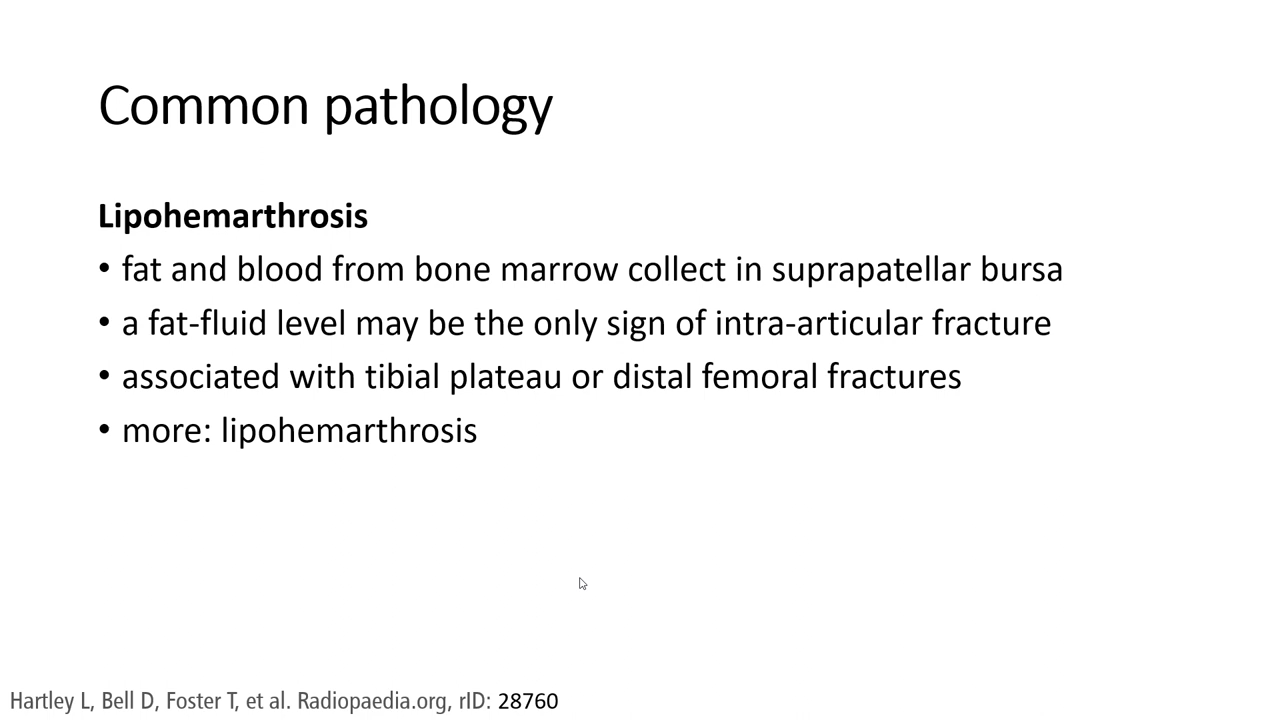 Common pathology
Lipohemarthrosis
• fat and blood from bone marrow collect in suprapatellar bursa
• a fat-fluid level may be the only sign of intra-articular fracture
• associated with tibial plateau or distal femoral fractures
• more: lipohemarthrosis
Hartley L, Bell D, Foster T, et al. Radiopaedia.org, rID: 28760